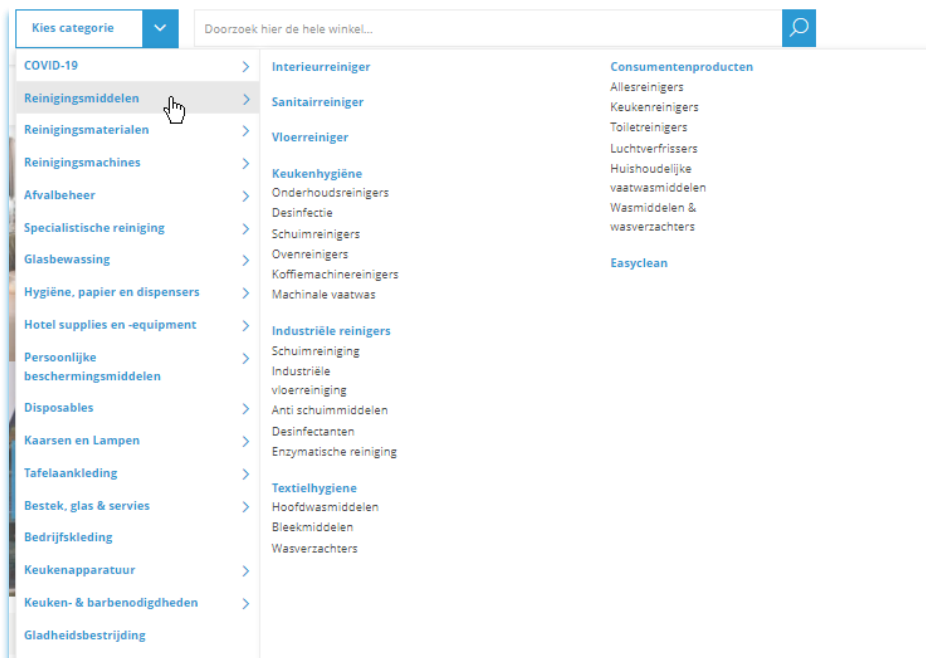 Kies categorie
Doorzoek hier de hele winkel...
COVID-19
Reinigingsmiddelen
Reinigingsmaterialen
Reinigingsmachines
Afvalbeheer
Specialistische reiniging
Glasbewassing
Hygiëne, papier en dispensers
Hotel supplies en -equipment
Persoonlijke
beschermingsmiddelen
Disposables
Kaarsen en Lampen
Tafelaankleding
Bestek, glas & servies
Bedrijfskleding
Keukenapparatuur
Keuken- & barbenodigdheden
Gladheidsbestrijding
Interieurreiniger
Sanitairreiniger
Vloerreiniger
Keukenhygiëne
Onderhoudsreinigers
Desinfectie
Schuimreinigers
Ovenreinigers
Koffiemachinereinigers
Machinale vaatwas
Industriële reinigers
Schuimreiniging
Industriële
vloerreiniging
Anti schuimmiddelen
Desinfectanten
Enzymatische reiniging
Textielhygiene
Hoofdwasmiddelen
Bleekmiddelen
Wasverzachters
Consumentenproducten
Allesreinigers
Keukenreinigers
Toiletreinigers
Luchtverfrissers
Huishoudelijke
vaatwasmiddelen
Wasmiddelen &
wasverzachters
Easyclean